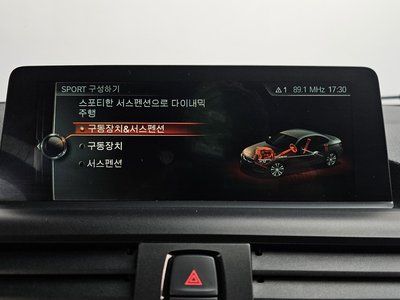 SPORT 구성하기
1 89.1 MHz 17:30
스포티한 서스펜션으로 다이내믹
주행
구동장치&서스펜션
구동장치
서스펜션